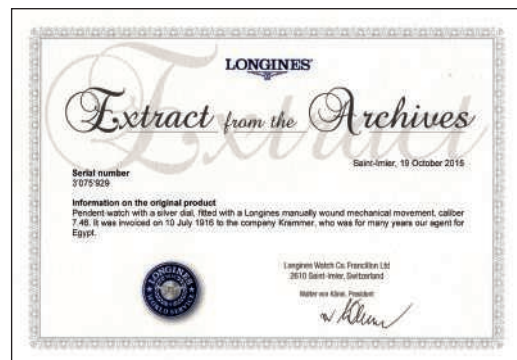 LONGINES
Extract from the Archives
Saint-Imier, 19 October 2015
Serial number
3'075'929
Information on the original product
Pendent-watch with a silver dial, fitted with a Longines manually wound mechanical movement, caliber
7.48. It was invoiced on 10 July 1916 to the company Krammer, who was for many years our agent for
Egypt.
Longines Watch Co. Francillon Ltd
2610 Saint-Imier, Switzerland
Walter von Känel, President
LONGINES
WORLD SERVICE